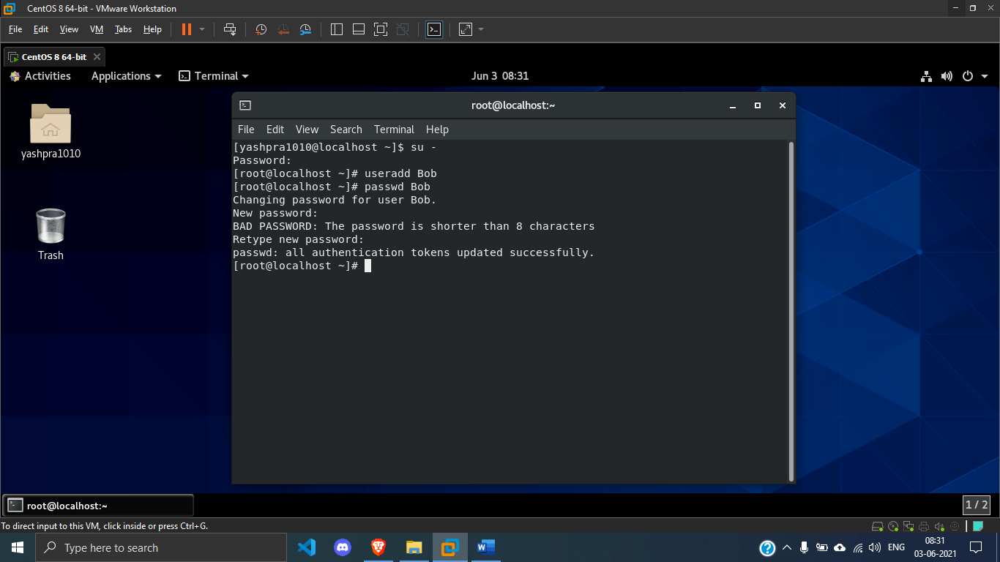 CentOS 8 64-bit - VMware Workstation
File Edit View VM Tabs Help
CentOS 8 64-bit
Activities Applications Terminal Jun 3 08:31
root@localhost:~
File Edit View Search Terminal Help
[yashpra1010@localhost ~]$ su -
Password:
[root@localhost ~]# useradd Bob
[root@localhost ~]# passwd Bob
Changing password for user Bob.
New password:
BAD PASSWORD: The password is shorter than 8 characters
Retype new password:
passwd: all authentication tokens updated successfully.
[root@localhost ~]#
yashpra1010
Trash
root@localhost:~
1 / 2
To direct input to this VM, click inside or press Ctrl+G.
Type here to search
ENG
08:31
03-06-2021